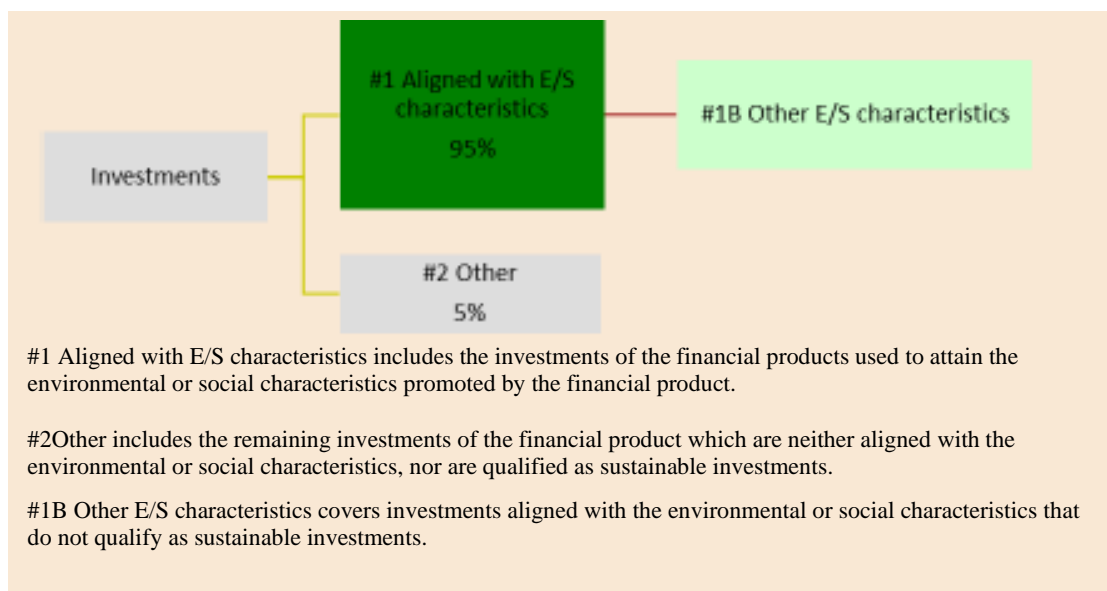 #1 Aligned with E/S
characteristics
95%
#1B Other E/S characteristics
Investments
#2 Other
5%
#1 Aligned with E/S characteristics includes the investments of the financial products used to attain the
environmental or social characteristics promoted by the financial product.
#2Other includes the remaining investments of the financial product which are neither aligned with the
environmental or social characteristics, nor are qualified as sustainable investments.
#1B Other E/S characteristics covers investments aligned with the environmental or social characteristics that
do not qualify as sustainable investments.